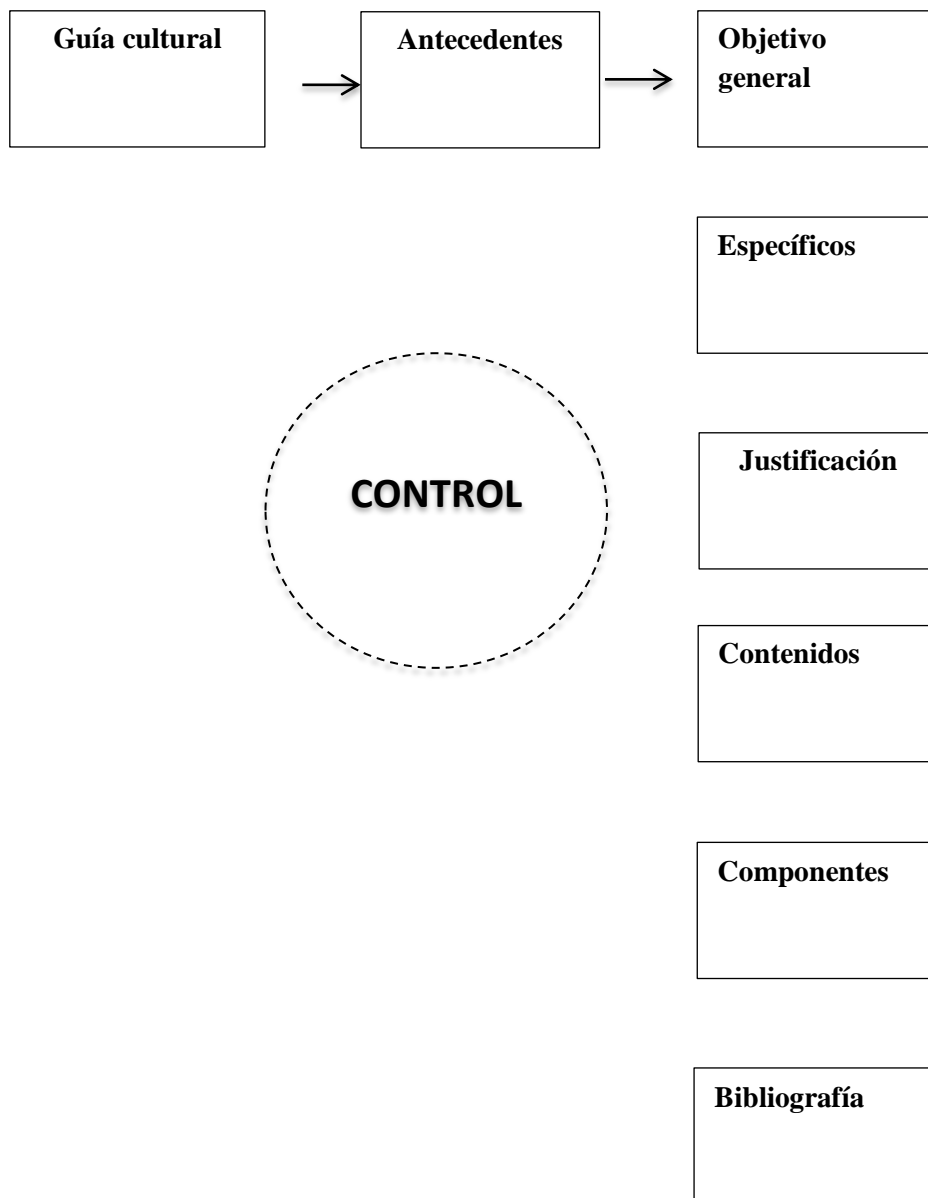 Guía cultural
Antecedentes
Objetivo
general
Específicos
CONTROL
Justificación
Contenidos
Componentes
Bibliografía